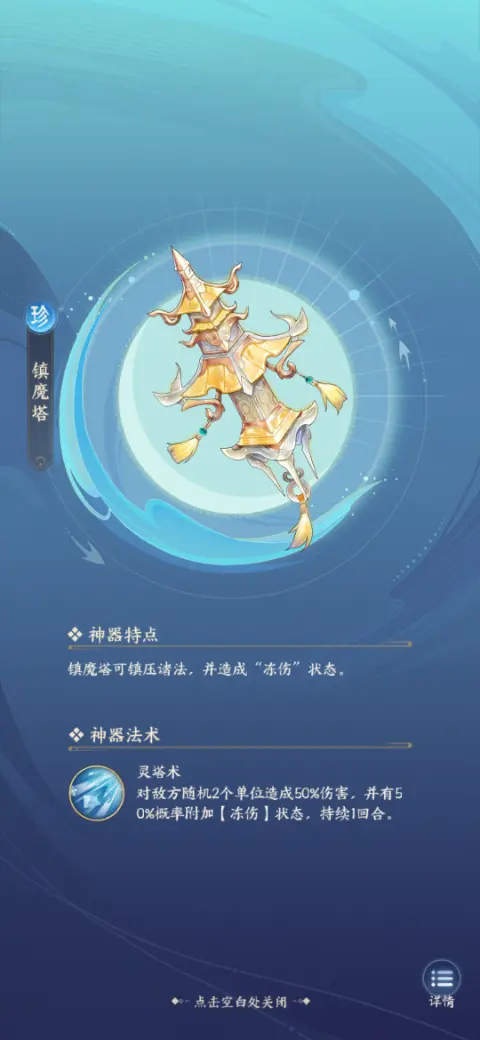 珍
镇魔塔
神器特点
镇魔塔可镇压诸法，并造成“冻伤”状态。
神器法术
灵塔术
对敌方随机2个单位造成50%伤害，并有5
0%概率附加【冻伤】状态，持续1回合。
点击空白处关闭
详情